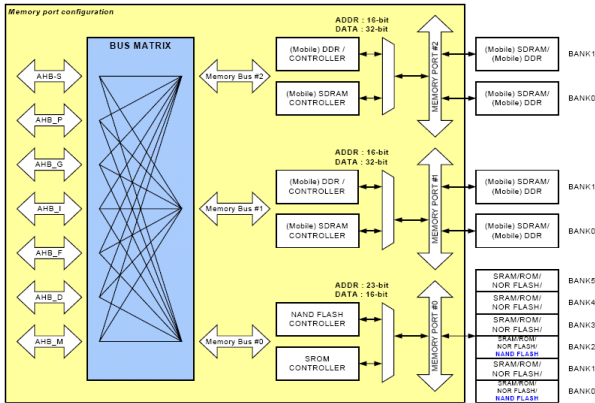 Memory port configuration
BUS MATRIX
AHB-S
AHB_P
AHB_G
AHB_I
AHB_F
AHB_D
AHB_M
Memory Bus #2
Memory Bus #1
Memory Bus #0
ADDR : 16-bit
DATA : 32-bit
(Mobile) DDR /
CONTROLLER
(Mobile) SDRAM
CONTROLLER
MEMORY PORT #2
(Mobile) SDRAM/
(Mobile) DDR
BANK1
(Mobile) SDRAM/
(Mobile) DDR
BANK0
ADDR : 16-bit
DATA : 32-bit
(Mobile) DDR /
CONTROLLER
(Mobile) SDRAM
CONTROLLER
MEMORY PORT #1
(Mobile) SDRAM/
(Mobile) DDR
BANK1
(Mobile) SDRAM/
(Mobile) DDR
BANK0
ADDR : 23-bit
DATA : 16-bit
NAND FLASH
CONTROLLER
SROM
CONTROLLER
MEMORY PORT #0
SRAM/ROM/
NOR FLASH/
BANK5
SRAM/ROM/
NOR FLASH/
BANK4
SRAM/ROM/
NOR FLASH/
BANK3
SRAM/ROM/
NOR FLASH/
NAND FLASH
BANK2
SRAM/ROM/
NOR FLASH/
BANK1
SRAM/ROM/
NOR FLASH/
NAND FLASH
BANK0